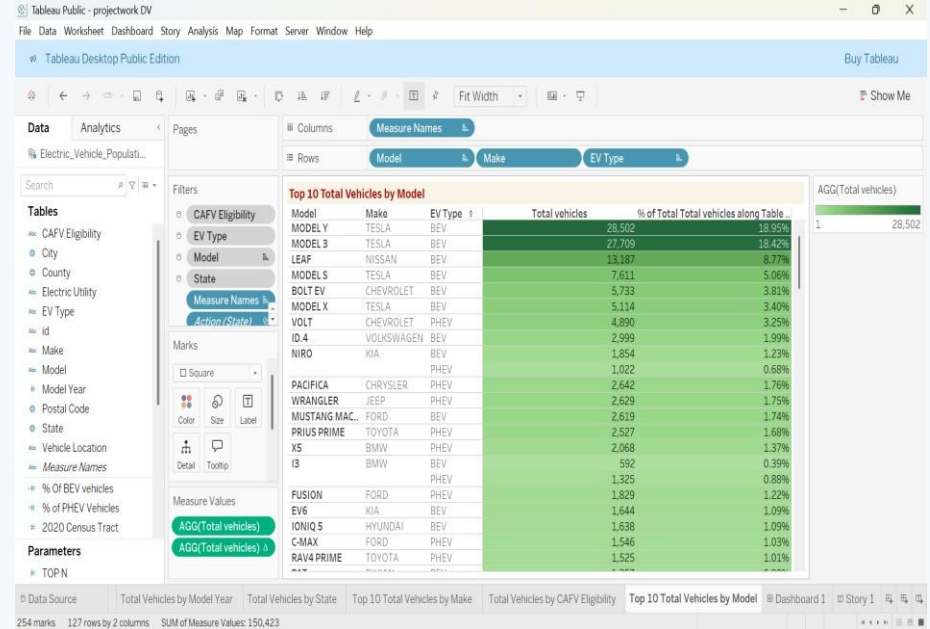 Tableau Public - projectwork DV
File Data Worksheet Dashboard Story Analysis Map Format Server Window Help
Tableau Desktop Public Edition Buy Tableau
Fit Width Show Me
Data Analytics
Electric_Vehicle_Populati...
Search
Tables
Abc CAFV Eligibility
City
County
Abc Electric Utility
Abc EV Type
Abc id
Abc Make
Abc Model
# Model Year
Postal Code
State
Abc Vehicle Location
Abc Measure Names
# % Of BEV vehicles
# % of PHEV Vehicles
# 2020 Census Tract
Parameters
# TOP N
Pages
Filters
CAFV Eligibility
EV Type
Model
State
Measure Names
Action (State)
Marks
Square
Color Size Label
Detail Tooltip
Measure Values
AGG(Total vehicles)
AGG(Total vehicles) Δ
Columns Measure Names
Rows Model Make EV Type
Top 10 Total Vehicles by Model
Model Make EV Type Total vehicles % of Total Total vehicles along Table ..
MODEL Y TESLA BEV 28,502 18.95%
MODEL 3 TESLA BEV 27,709 18.42%
LEAF NISSAN BEV 13,187 8.77%
MODEL S TESLA BEV 7,611 5.06%
BOLT EV CHEVROLET BEV 5,733 3.81%
MODEL X TESLA BEV 5,114 3.40%
VOLT CHEVROLET PHEV 4,890 3.25%
ID.4 VOLKSWAGEN BEV 2,999 1.99%
NIRO KIA BEV 1,854 1.23%
PHEV 1,022 0.68%
PACIFICA CHRYSLER PHEV 2,642 1.76%
WRANGLER JEEP PHEV 2,629 1.75%
MUSTANG MAC.. FORD BEV 2,619 1.74%
PRIUS PRIME TOYOTA PHEV 2,527 1.68%
X5 BMW PHEV 2,068 1.37%
I3 BMW BEV 592 0.39%
PHEV 1,325 0.88%
FUSION FORD PHEV 1,829 1.22%
EV6 KIA BEV 1,644 1.09%
IONIQ 5 HYUNDAI BEV 1,638 1.09%
C-MAX FORD PHEV 1,546 1.03%
RAV4 PRIME TOYOTA PHEV 1,525 1.01%
AGG(Total vehicles)
1 28,502
Data Source Total Vehicles by Model Year Total Vehicles by State Top 10 Total Vehicles by Make Total Vehicles by CAFV Eligibility Top 10 Total Vehicles by Model Dashboard 1 Story 1
254 marks 127 rows by 2 columns SUM of Measure Values: 150,423